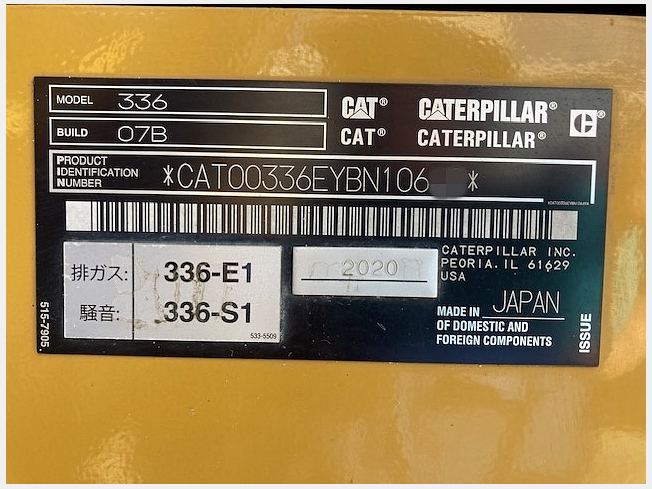 MODEL 336
BUILD 07B
CAT® CATERPILLAR®
CAT® CATERPILLAR®
PRODUCT
IDENTIFICATION
NUMBER
*CAT00336EYBN106 *
排ガス: 336-E1
騒音: 336-S1
533-5509
2020
CATERPILLAR INC.
PEORIA, IL 61629
USA
MADE IN JAPAN
OF DOMESTIC AND
FOREIGN COMPONENTS
ISSUE
515-7905